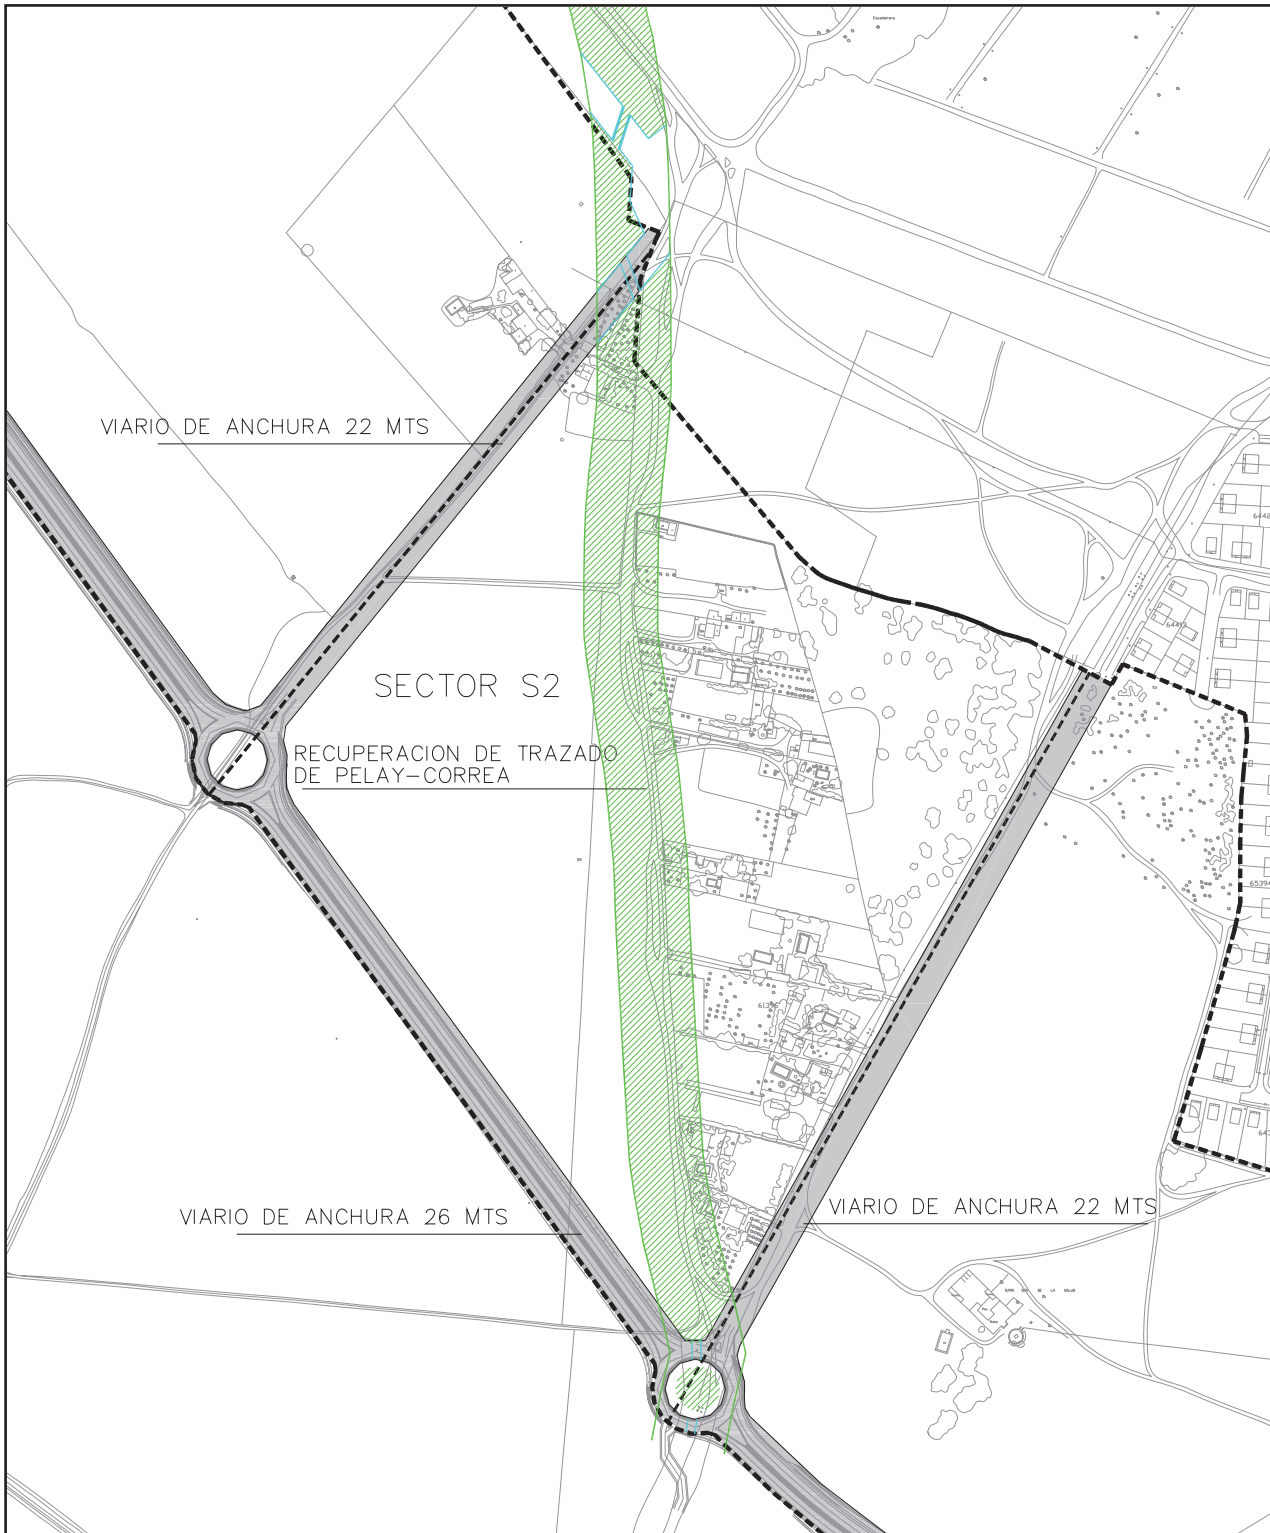 VIARIO DE ANCHURA 22 MTS
SECTOR S2
RECUPERACION DE TRAZADO
DE PELAY-CORREA
VIARIO DE ANCHURA 26 MTS
VIARIO DE ANCHURA 22 MTS